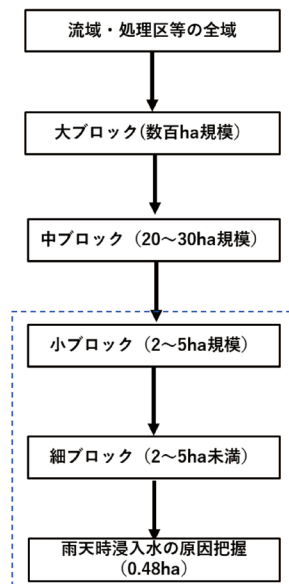 流域・処理区等の全域
大ブロック(数百ha規模)
中ブロック（20～30ha規模）
小ブロック（2～5ha規模）
細ブロック（2～5ha未満）
雨天時浸入水の原因把握
（0.48ha）